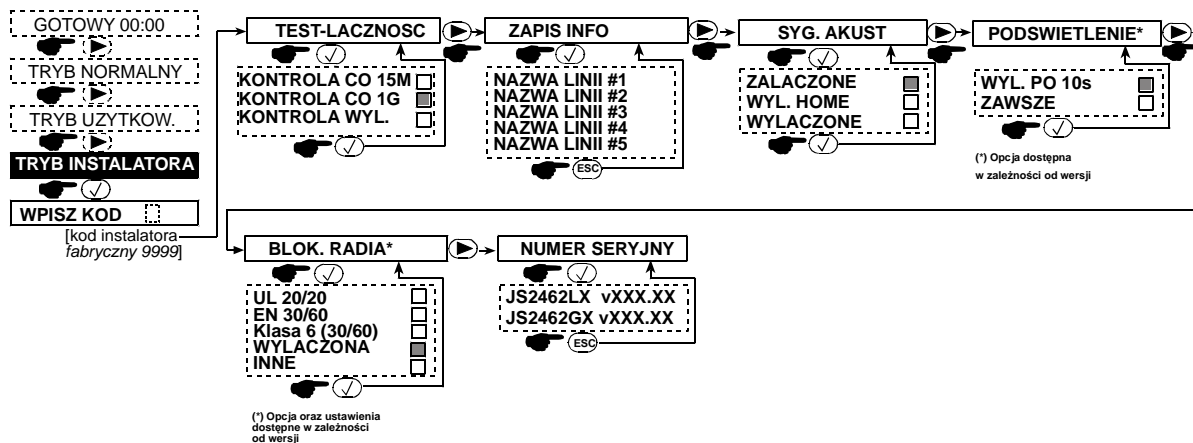 GOTOWY 00:00
TRYB NORMALNY
TRYB UZYTKOW.
TRYB INSTALATORA
WPISZ KOD
[kod instalatora
fabryczny 9999]
TEST-LACZNOSC
KONTROLA CO 15M
KONTROLA CO 1G
KONTROLA WYL.
ZAPIS INFO
NAZWA LINII #1
NAZWA LINII #2
NAZWA LINII #3
NAZWA LINII #4
NAZWA LINII #5
ESC
SYG. AKUST
ZALACZONE
WYL. HOME
WYLACZONE
PODSWIETLENIE*
WYL. PO 10s
ZAWSZE
(*) Opcja dostępna
w zależności od wersji
BLOK. RADIA*
UL 20/20
EN 30/60
Klasa 6 (30/60)
WYLACZONA
INNE
(*) Opcja oraz ustawienia
dostępne w zależności
od wersji
NUMER SERYJNY
JS2462LX vXXX.XX
JS2462GX vXXX.XX
ESC